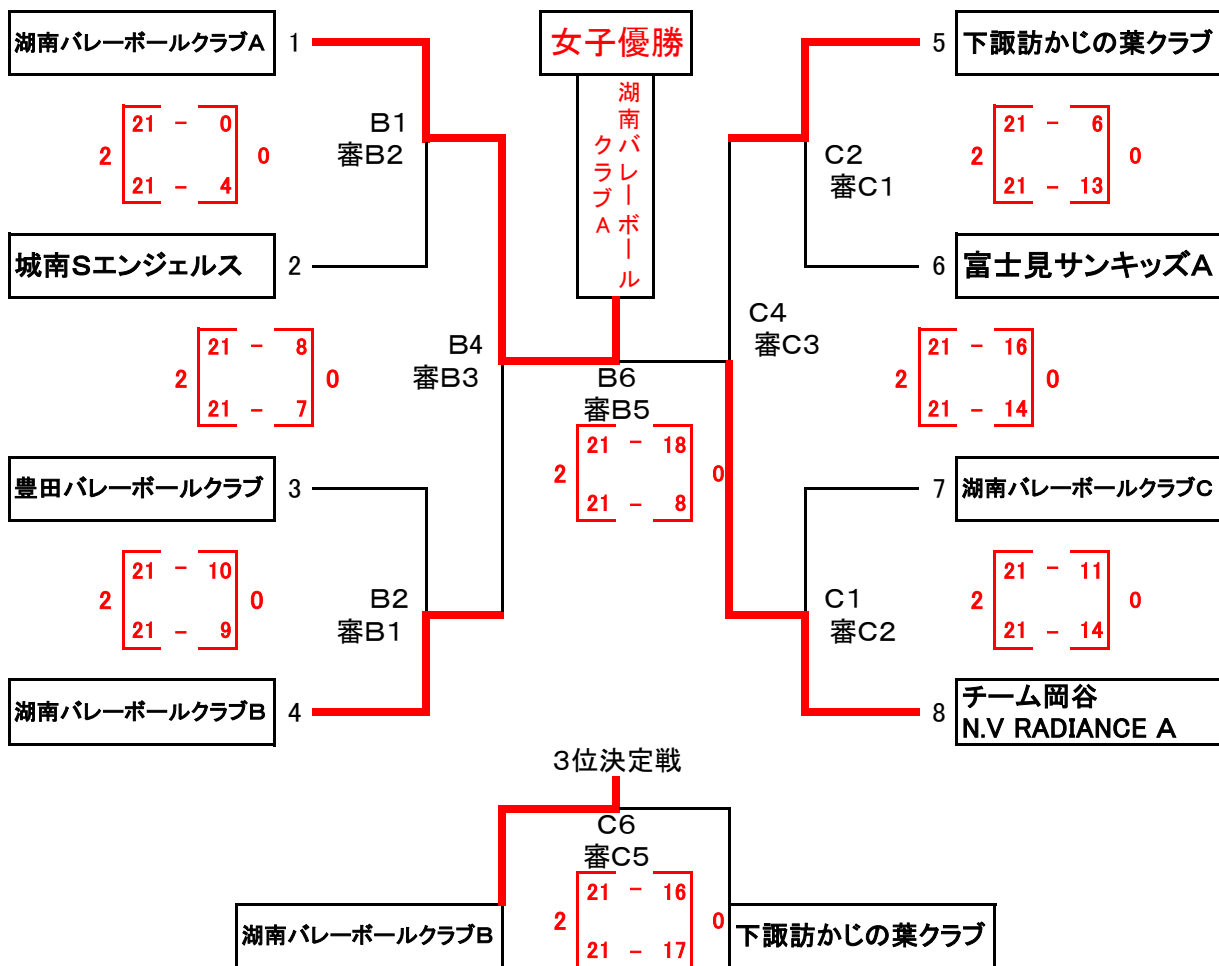 女子優勝
湖南バレーボール
クラブA
湖南バレーボールクラブA 1
21 - 0
2 0
21 - 4
B1
審B2
城南Sエンジェルス 2
21 - 8
2 0
21 - 7
B4
審B3
豊田バレーボールクラブ 3
21 - 10
2 0
21 - 9
B2
審B1
湖南バレーボールクラブB 4
B6
審B5
21 - 18
2 0
21 - 8
5 下諏訪かじの葉クラブ
C2
審C1
21 - 6
2 0
21 - 13
6 富士見サンキッズA
C4
審C3
21 - 16
2 0
21 - 14
7 湖南バレーボールクラブC
C1
審C2
21 - 11
2 0
21 - 14
8 チーム岡谷
N.V RADIANCE A
3位決定戦
C6
審C5
21 - 16
2 0
21 - 17
湖南バレーボールクラブB
下諏訪かじの葉クラブ